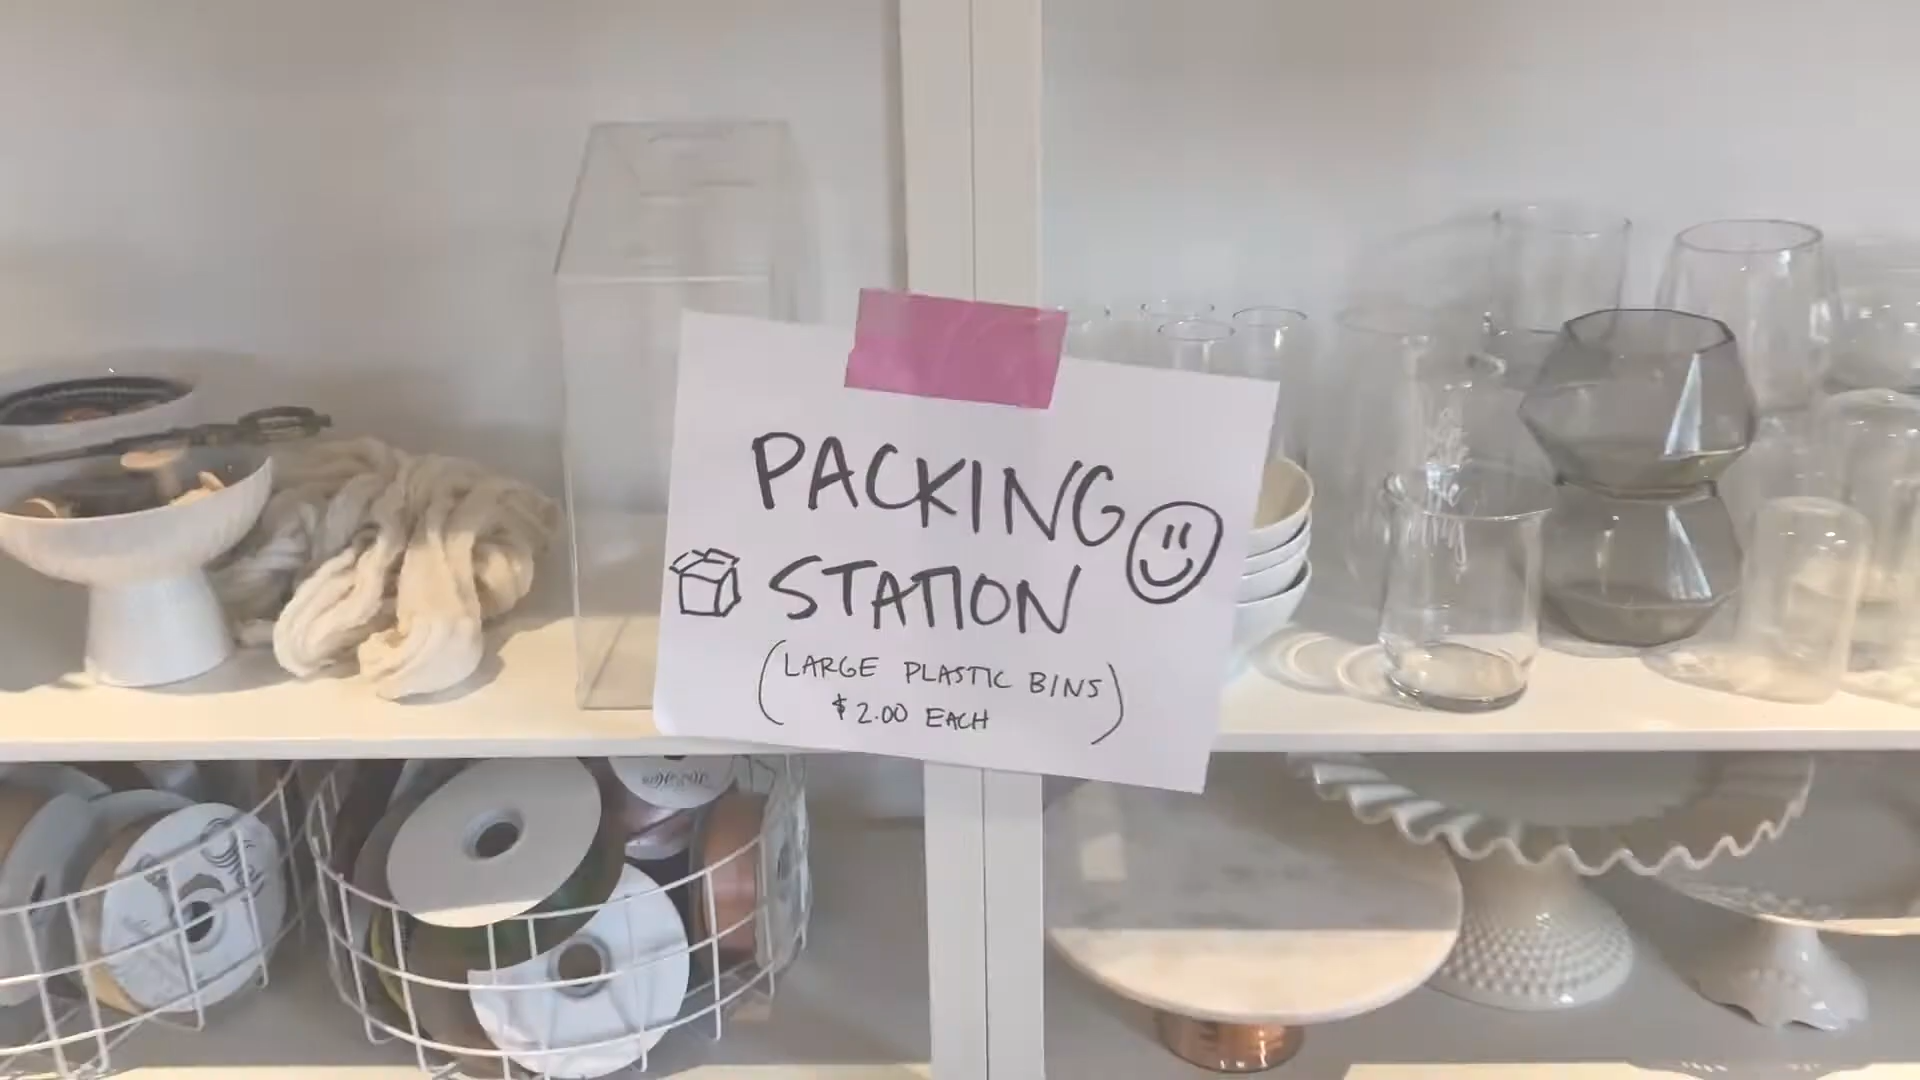 PACKING
STATION
(LARGE PLASTIC BINS)
$2.00 EACH